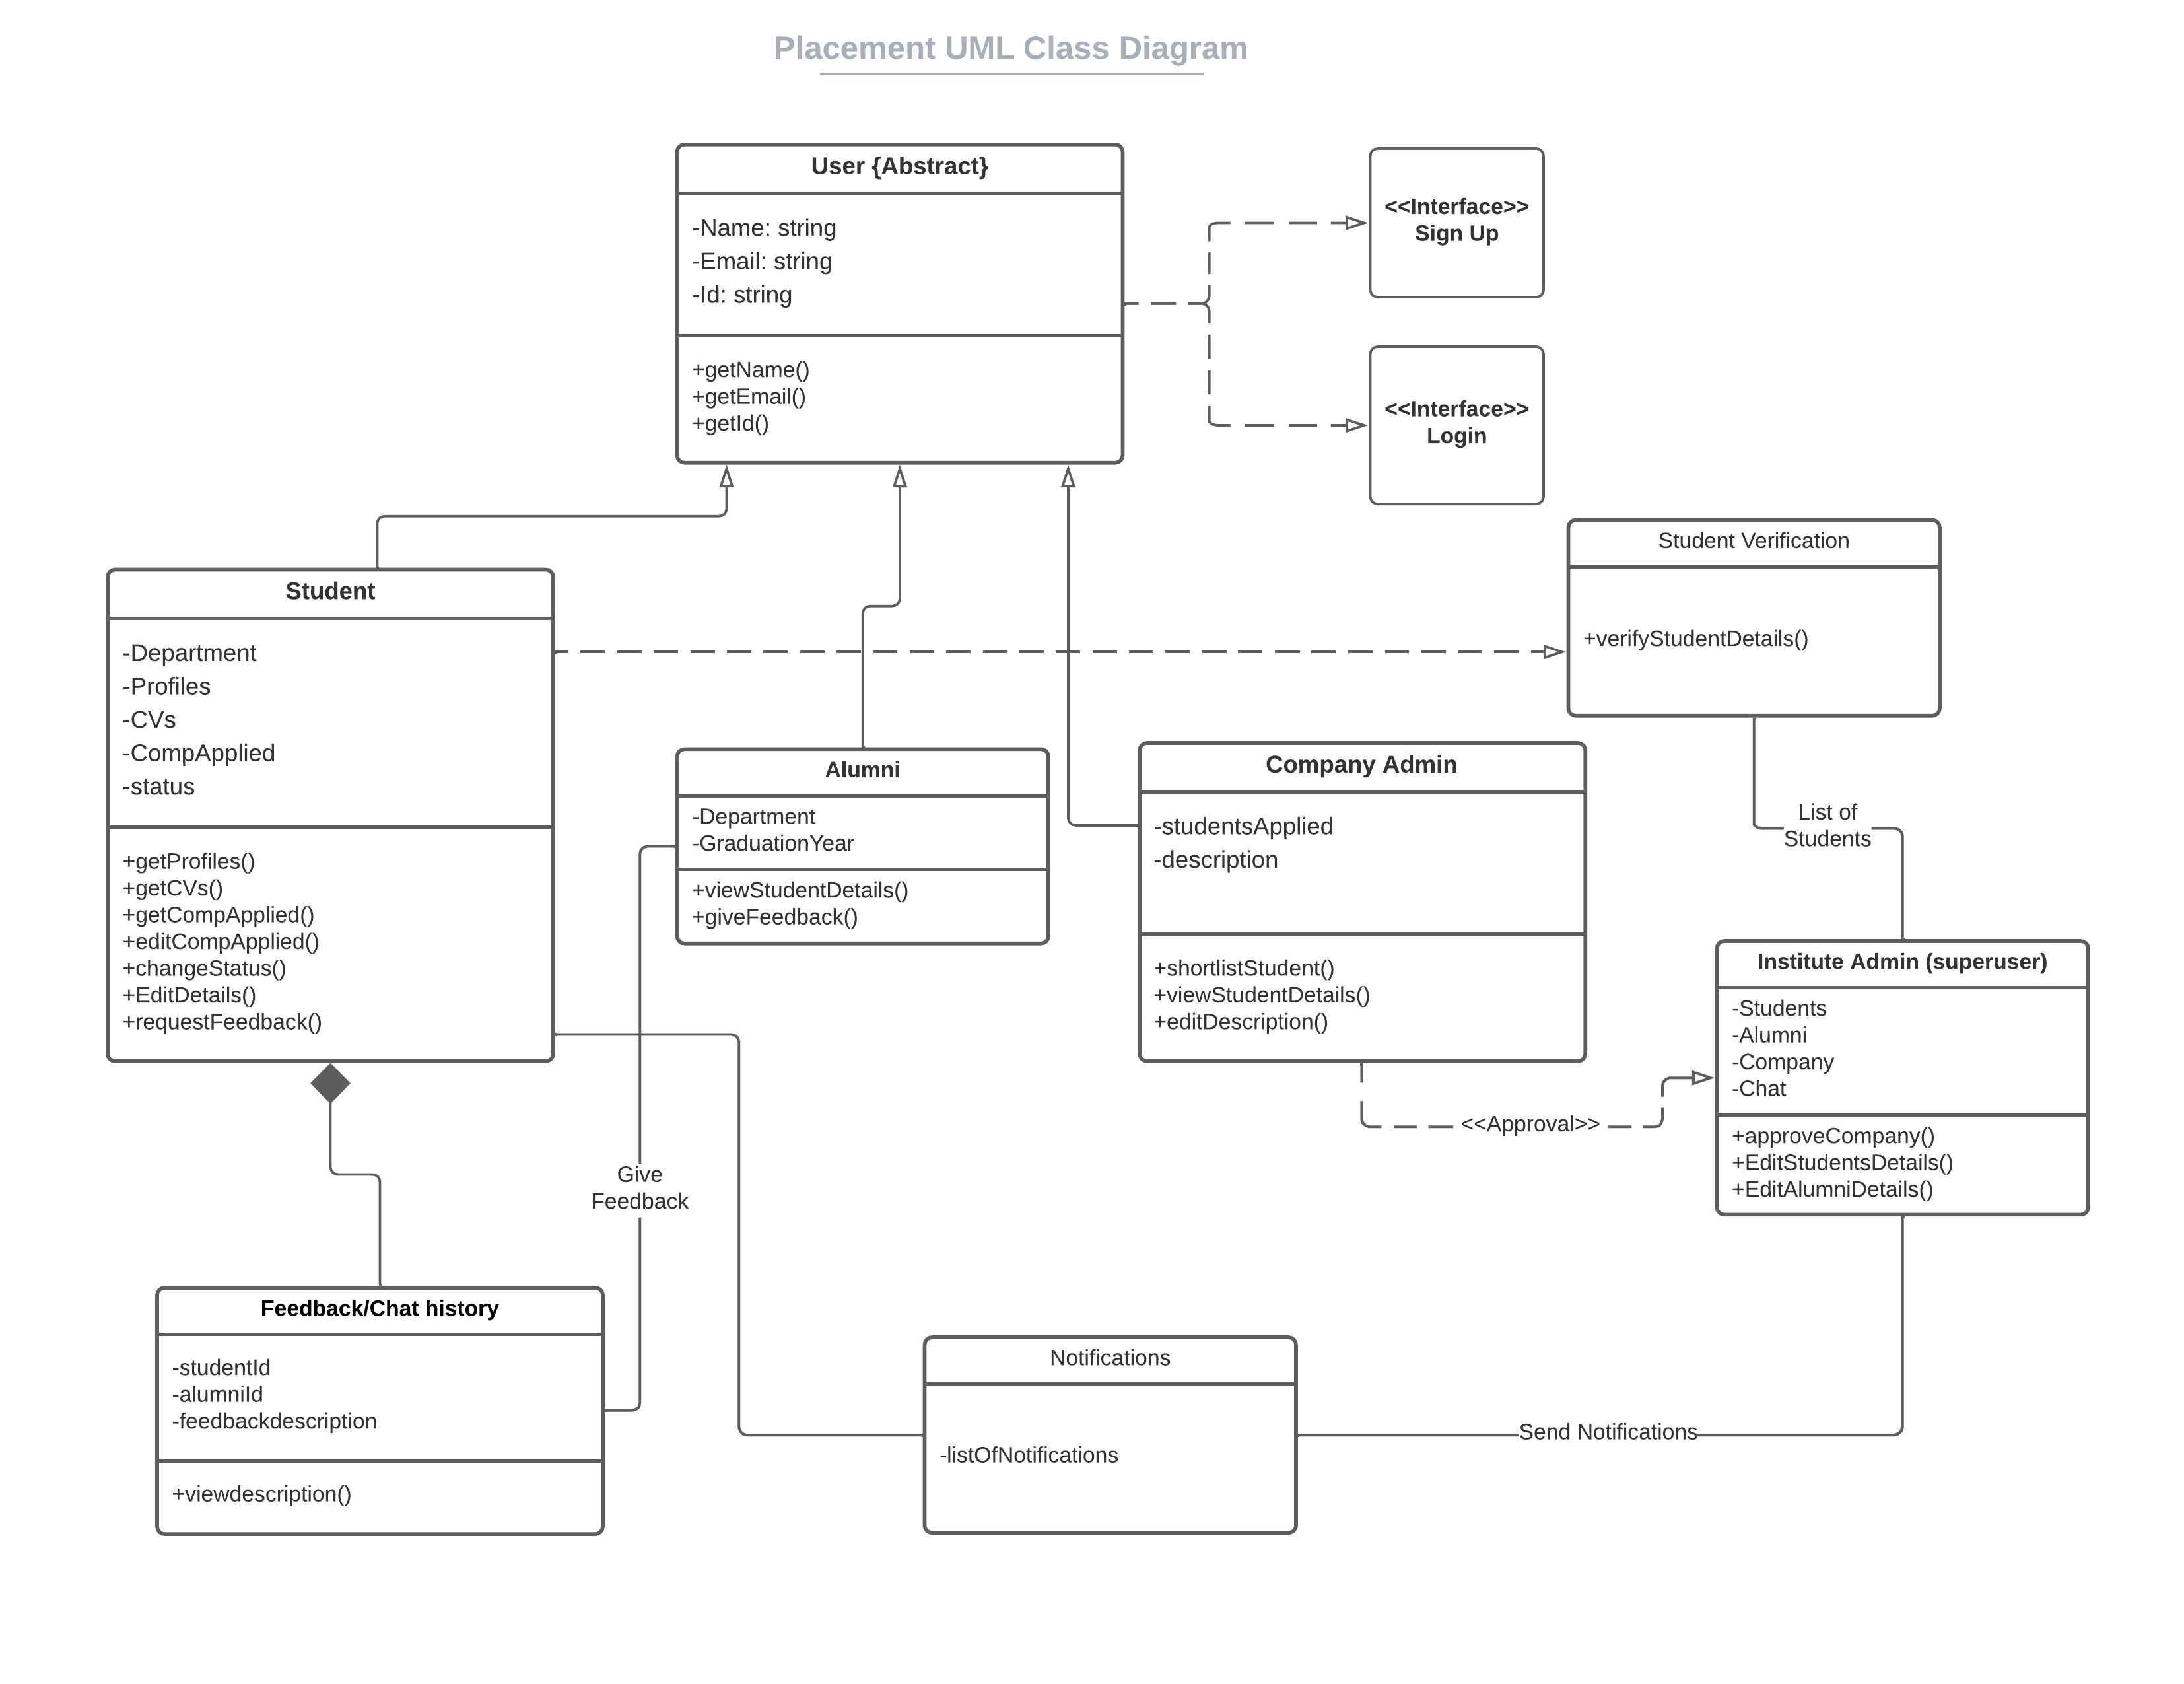 Placement UML Class Diagram
User {Abstract}
-Name: string
-Email: string
-Id: string
+getName()
+getEmail()
+getId()
<<Interface>>
Sign Up
<<Interface>>
Login
Student Verification
+verifyStudentDetails()
Student
-Department
-Profiles
-CVs
-CompApplied
-status
+getProfiles()
+getCVs()
+getCompApplied()
+editCompApplied()
+changeStatus()
+EditDetails()
+requestFeedback()
Alumni
-Department
-GraduationYear
+viewStudentDetails()
+giveFeedback()
Company Admin
-studentsApplied
-description
+shortlistStudent()
+viewStudentDetails()
+editDescription()
List of
Students
Institute Admin (superuser)
-Students
-Alumni
-Company
-Chat
+approveCompany()
+EditStudentsDetails()
+EditAlumniDetails()
<<Approval>>
Give
Feedback
Feedback/Chat history
-studentId
-alumniId
-feedbackdescription
+viewdescription()
Notifications
-listOfNotifications
Send Notifications